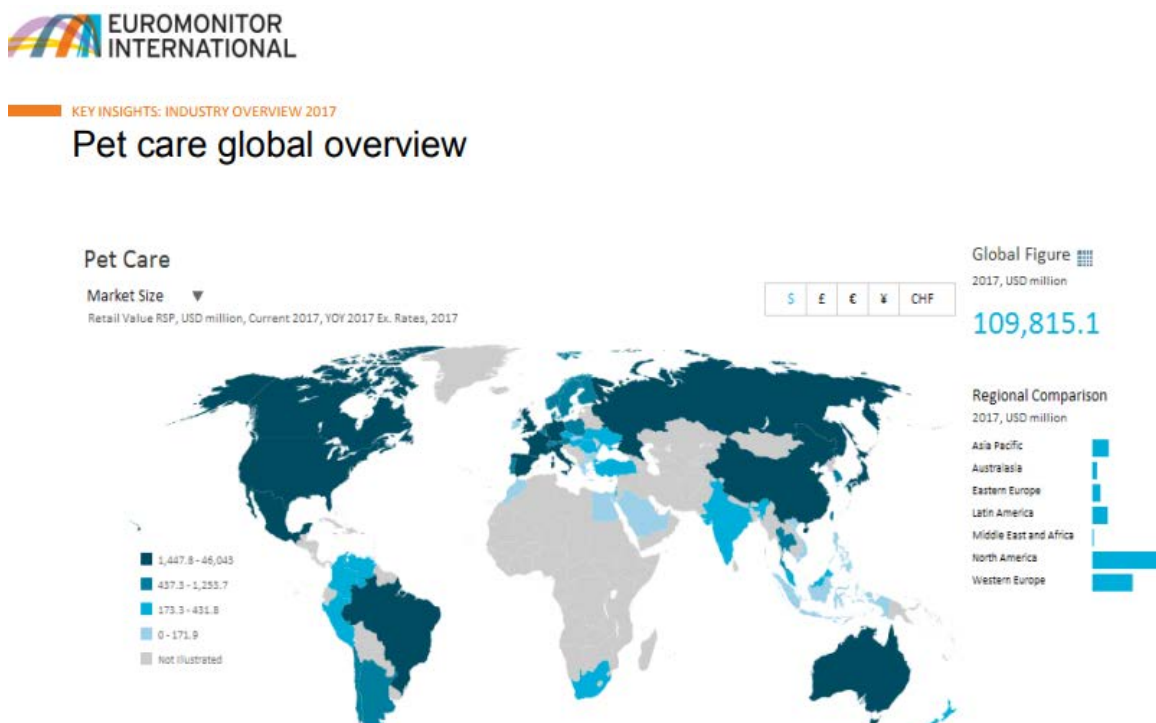 EUROMONITOR
INTERNATIONAL
KEY INSIGHTS: INDUSTRY OVERVIEW 2017
Pet care global overview
Pet Care
Market Size ▼
Retail Value RSP, USD million, Current 2017, YOY 2017 Ex. Rates, 2017
$ £ € ¥ CHF
Global Figure
2017, USD million
109,815.1
Regional Comparison
2017, USD million
Asia Pacific
Australasia
Eastern Europe
Latin America
Middle East and Africa
North America
Western Europe
1,447.8 - 46,043
437.3 - 1,253.7
173.3 - 431.8
0 - 171.9
Not Illustrated